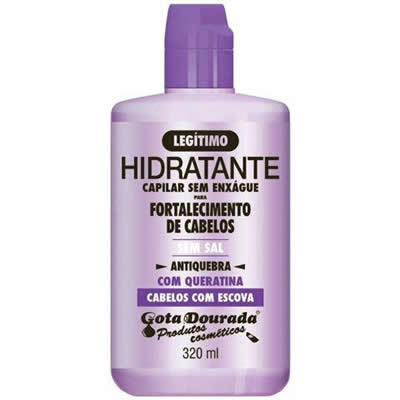 LEGÍTIMO
HIDRATANTE
CAPILAR SEM ENXÁGUE
PARA
FORTALECIMENTO
DE CABELOS
SEM SAL
ANTIQUEBRA
COM QUERATINA
CABELOS COM ESCOVA
Gota Dourada
Produtos
cosméticos
320 ml